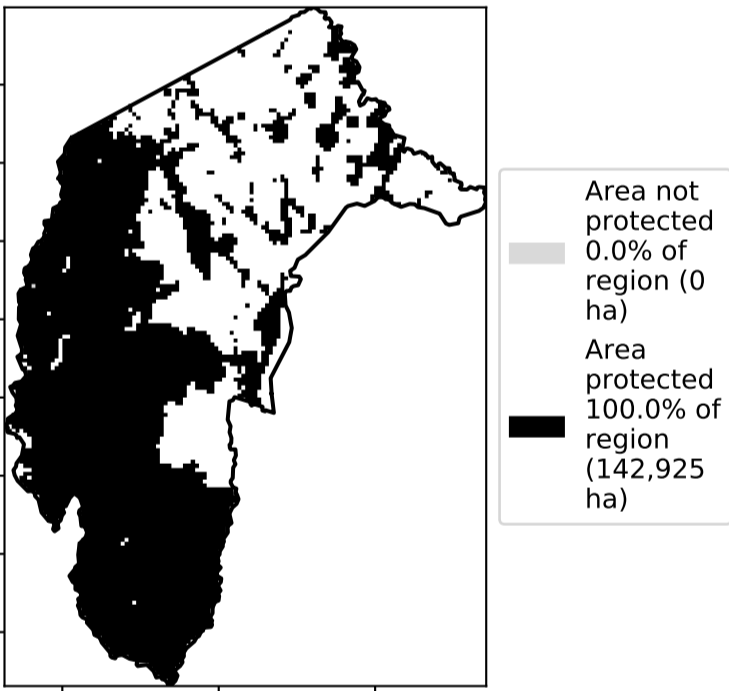 Area not
protected
0.0% of
region (0
ha)
Area
protected
100.0% of
region
(142,925
ha)